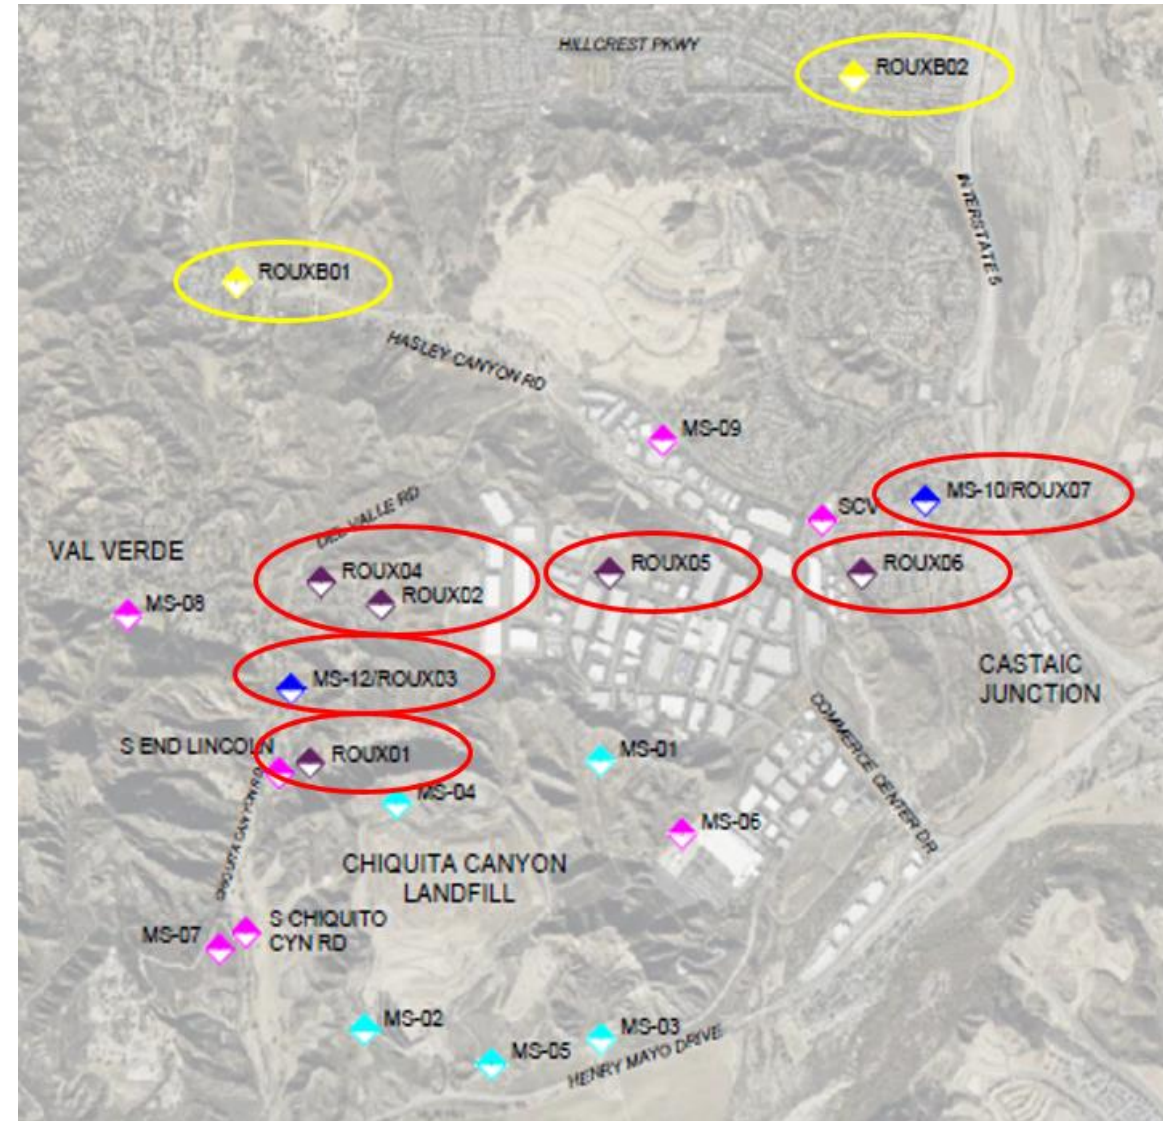 HILLCREST PKWY
ROUXB02
INTERSTATE 5
ROUXB01
HASLEY CANYON RD
MS-09
MS-10/ROUX07
SCV
DEL VALLE RD
VAL VERDE
ROUX04
ROUX02
ROUX05
ROUX06
MS-08
MS-12/ROUX03
CASTAIC
JUNCTION
S END LINCOLN
ROUX01
MS-01
COMMERCE CENTER DR
MS-04
CHIQUITA CANYON RD
MS-06
CHIQUITA CANYON
LANDFILL
MS-07
S CHIQUITO
CYN RD
MS-02
MS-03
MS-05
HENRY MAYO DRIVE